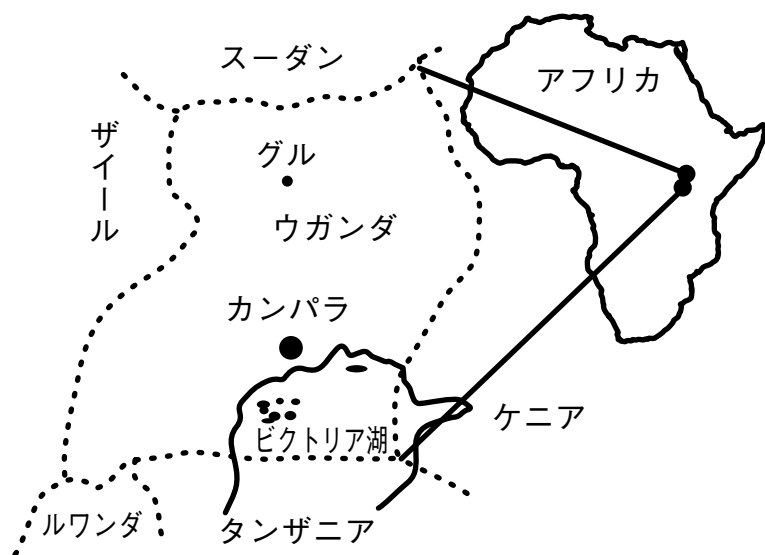 スーダン
アフリカ
ザイール
グル
ウガンダ
カンパラ
ビクトリア湖
ケニア
ルワンダ
タンザニア